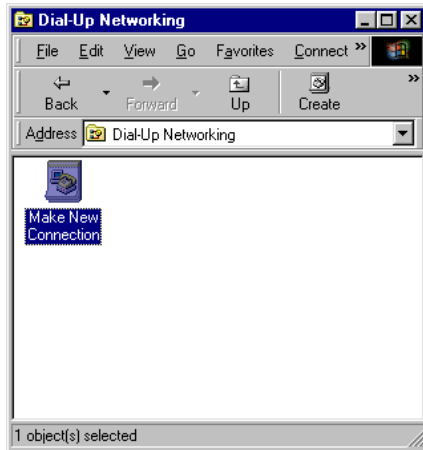 Dial-Up Networking
File Edit View Go Favorites Connect »
Back Forward Up Create »
Address Dial-Up Networking
Make New
Connection
1 object(s) selected